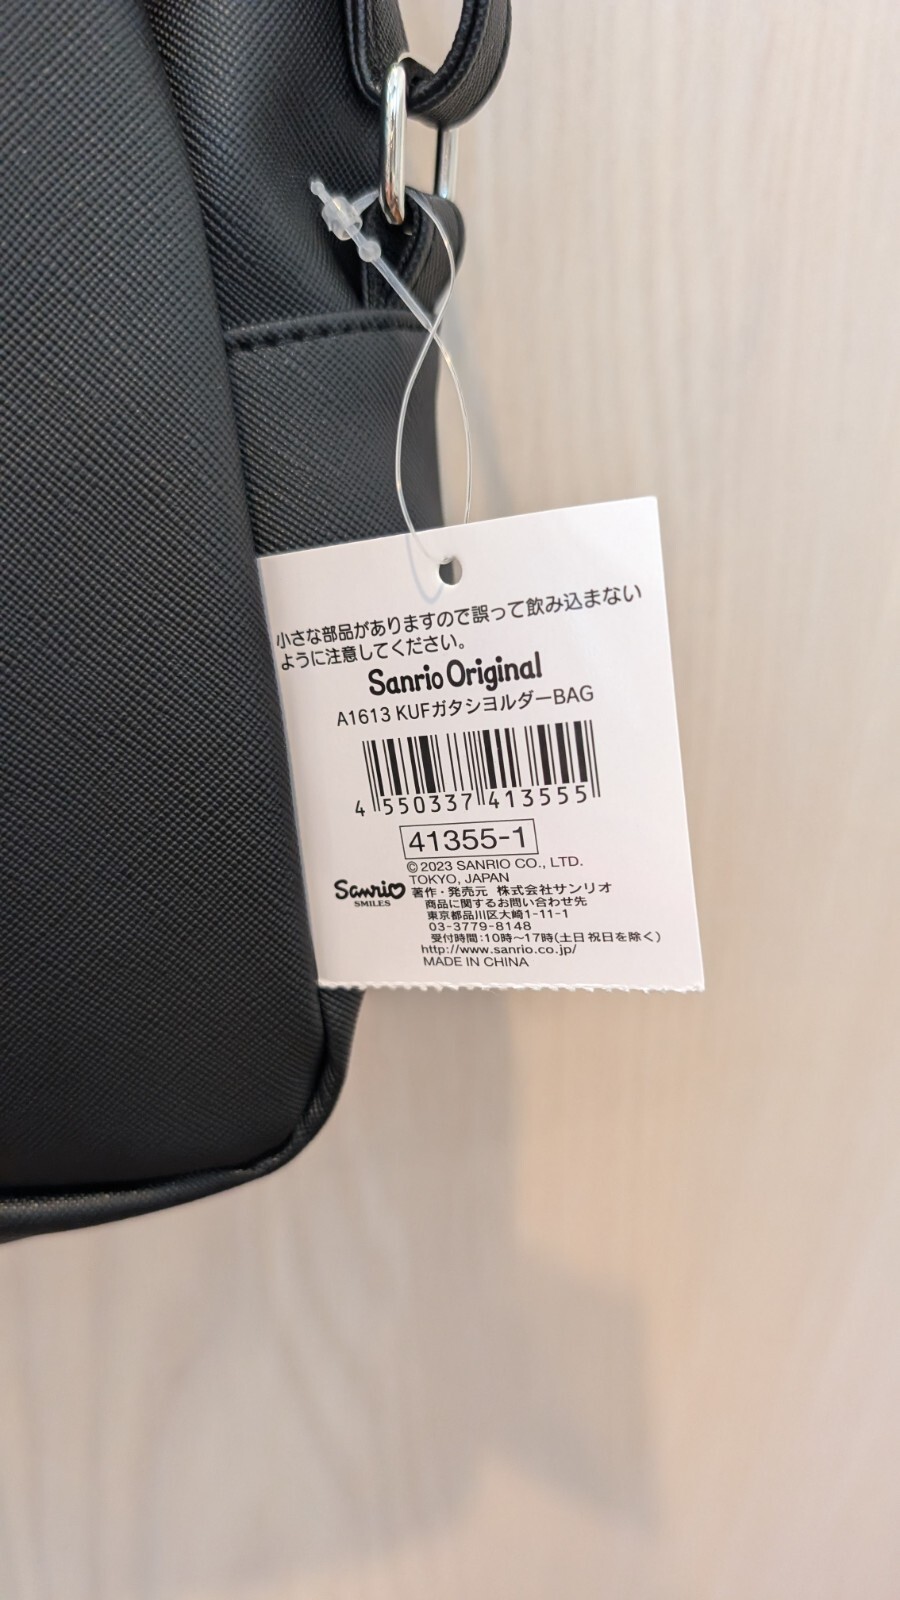 小さな部品がありますので誤って飲み込まない
ように注意してください。
Sanrio Original
A1613 KUFガタショルダーBAG
4 550337 413555
41355-1
© 2023 SANRIO CO., LTD.
TOKYO, JAPAN
Sanrio
SMILES
著作・発売元 株式会社サンリオ
商品に関するお問い合わせ先
東京都品川区大崎1-11-1
03-3779-8148
受付時間:10時〜17時(土日祝日を除く)
http://www.sanrio.co.jp/
MADE IN CHINA